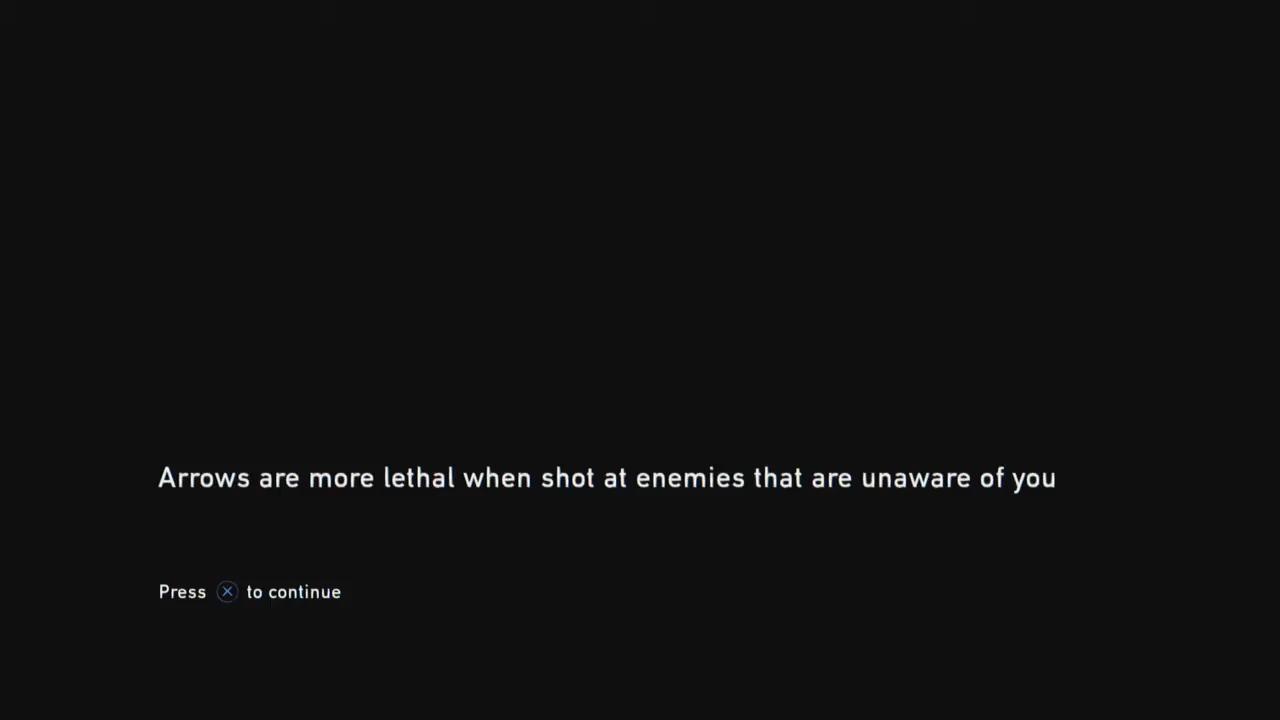 Arrows are more lethal when shot at enemies that are unaware of you
Press ⓧ to continue